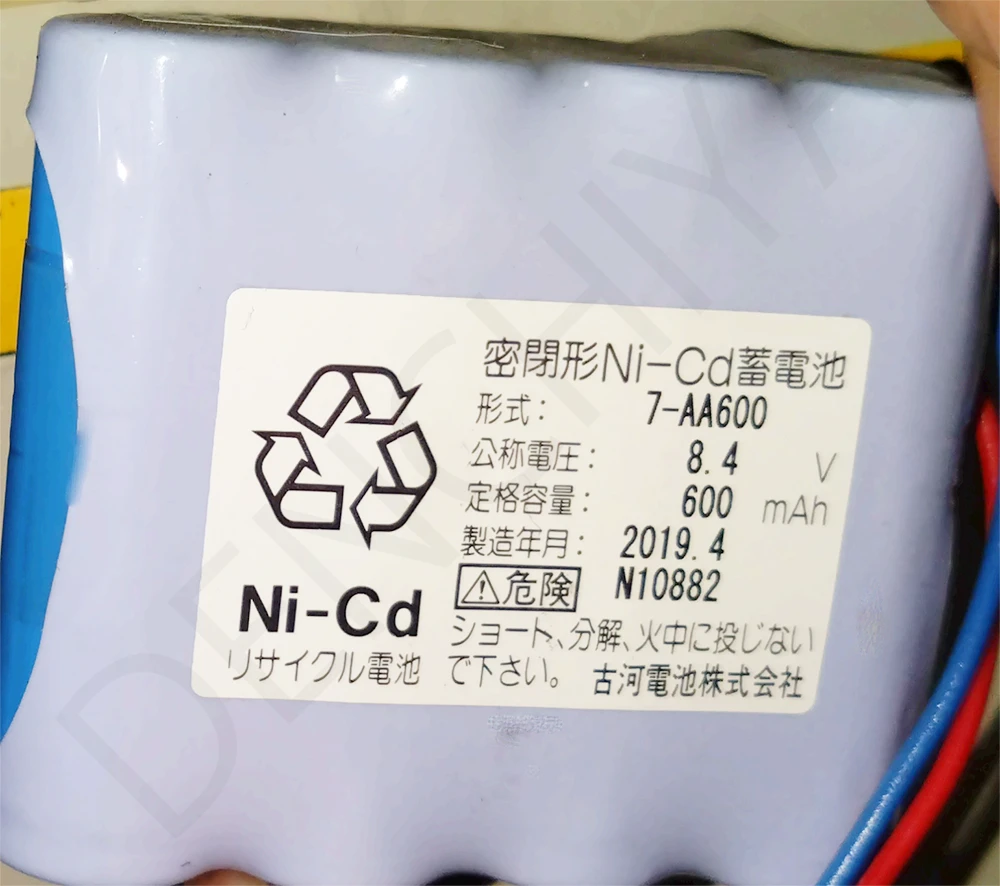 密閉形Ni-Cd蓄電池
形式: 7-AA600
公称電圧: 8.4 V
定格容量: 600 mAh
製造年月: 2019.4
⚠危険 N10882
ショート、分解、火中に投じない
で下さい。 古河電池株式会社
Ni-Cd
リサイクル電池
DENCHIYA